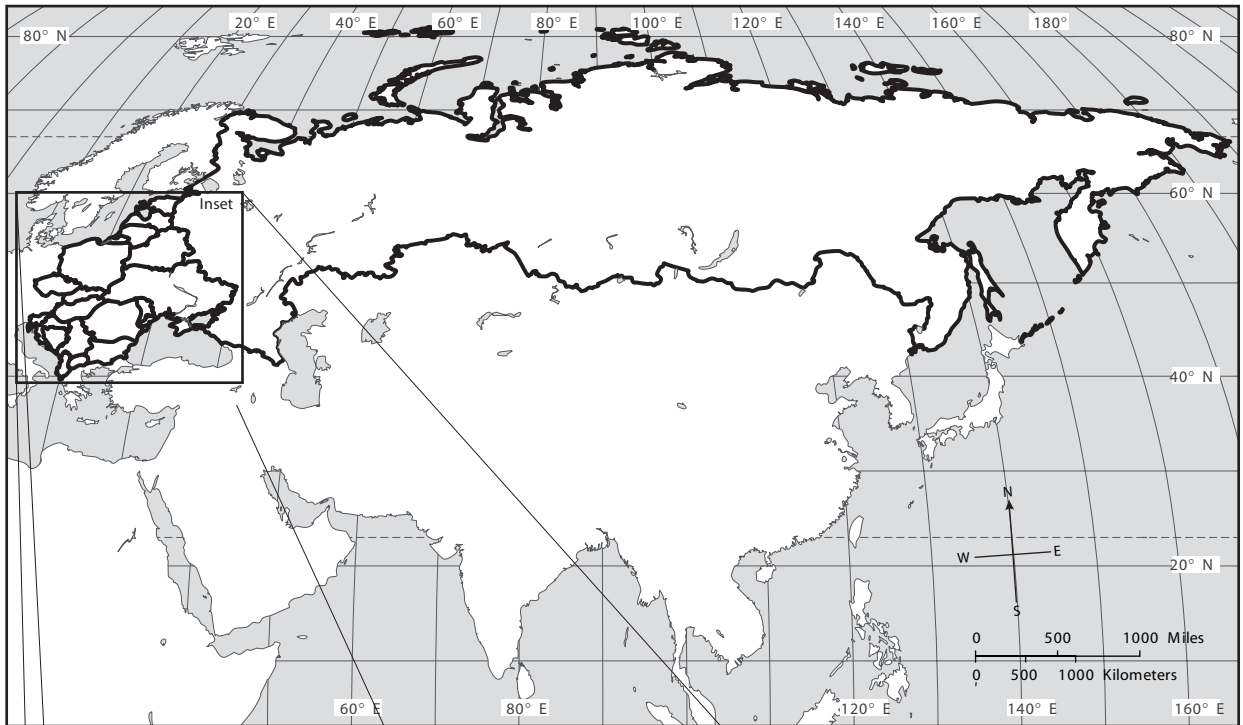 20° E 40° E 60° E 80° E 100° E 120° E 140° E 160° E 180°
80° N 80° N
60° N
Inset
40° N
N
W E
20° N
S
0 500 1000 Miles
0 500 1000 Kilometers
60° E 80° E 120° E 140° E 160° E